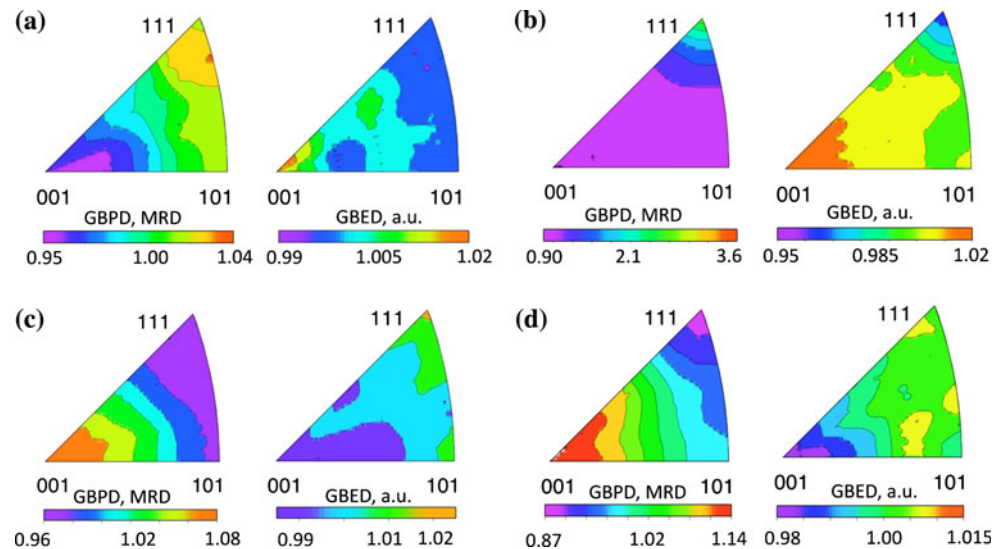 (a)
111
001 101
GBPD, MRD
0.95 1.00 1.04
001 101
GBED, a.u.
0.99 1.005 1.02
(b)
111
001 101
GBPD, MRD
0.90 2.1 3.6
111
001 101
GBED, a.u.
0.95 0.985 1.02
(c)
111
001 101
GBPD, MRD
0.96 1.02 1.08
111
001 101
GBED, a.u.
0.99 1.01 1.02
(d)
111
001 101
GBPD, MRD
0.87 1.02 1.14
111
001 101
GBED, a.u.
0.98 1.00 1.015